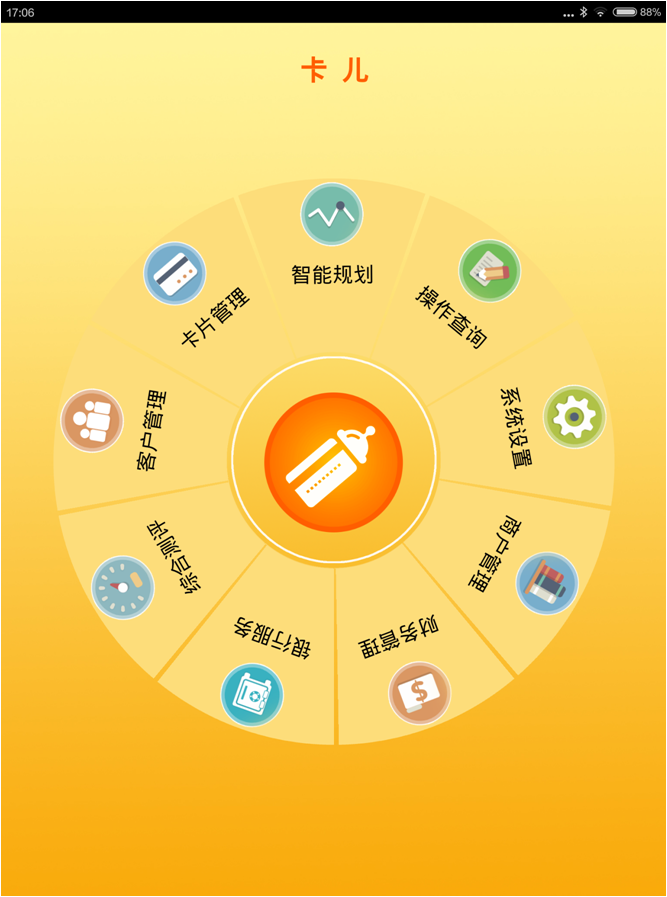 17:06
88%
卡 儿
智能规划
操作查询
系统设置
商户管理
财务管理
银行服务
综合测评
客户管理
卡片管理